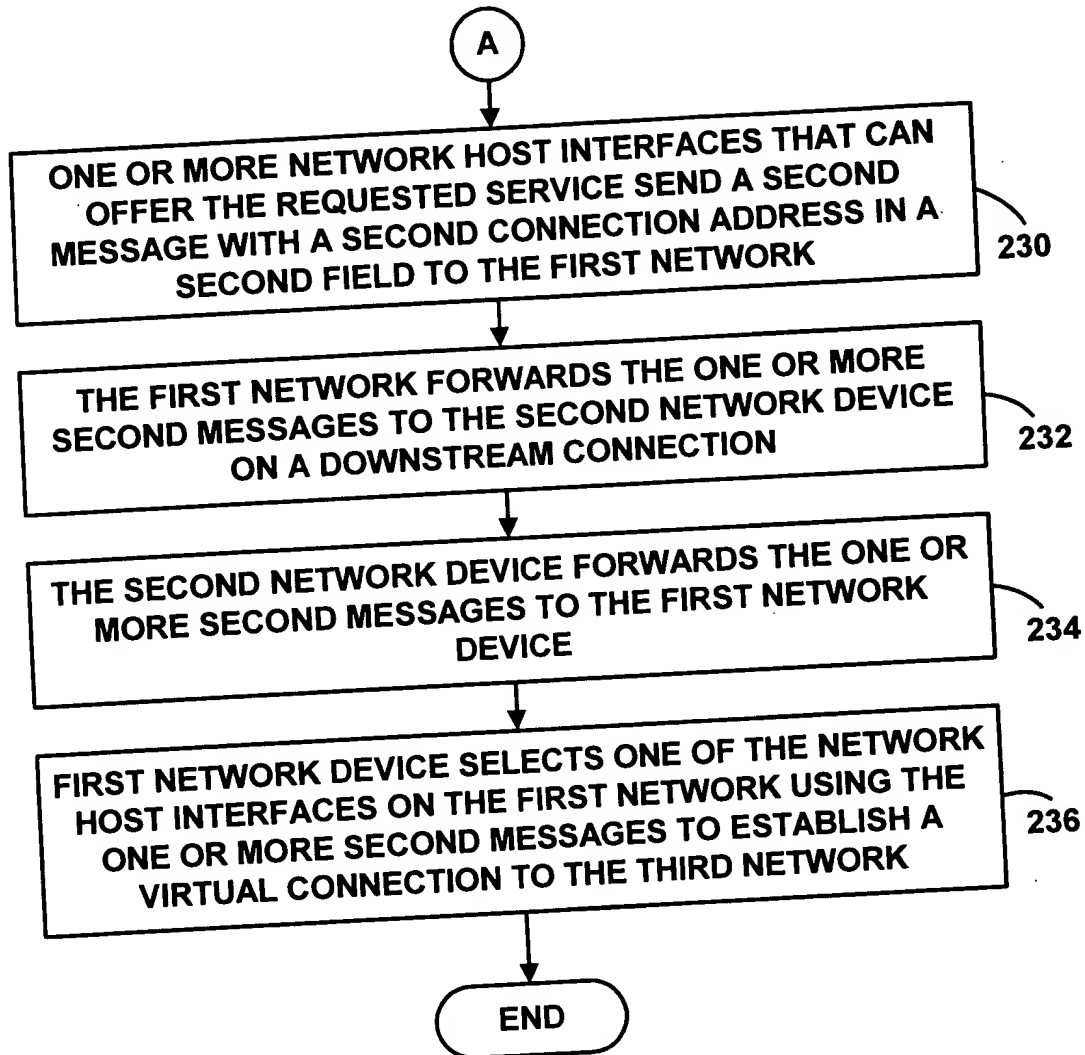 A
ONE OR MORE NETWORK HOST INTERFACES THAT CAN
OFFER THE REQUESTED SERVICE SEND A SECOND
MESSAGE WITH A SECOND CONNECTION ADDRESS IN A
SECOND FIELD TO THE FIRST NETWORK
230
THE FIRST NETWORK FORWARDS THE ONE OR MORE
SECOND MESSAGES TO THE SECOND NETWORK DEVICE
ON A DOWNSTREAM CONNECTION
232
THE SECOND NETWORK DEVICE FORWARDS THE ONE OR
MORE SECOND MESSAGES TO THE FIRST NETWORK
DEVICE
234
FIRST NETWORK DEVICE SELECTS ONE OF THE NETWORK
HOST INTERFACES ON THE FIRST NETWORK USING THE
ONE OR MORE SECOND MESSAGES TO ESTABLISH A
VIRTUAL CONNECTION TO THE THIRD NETWORK
236
END